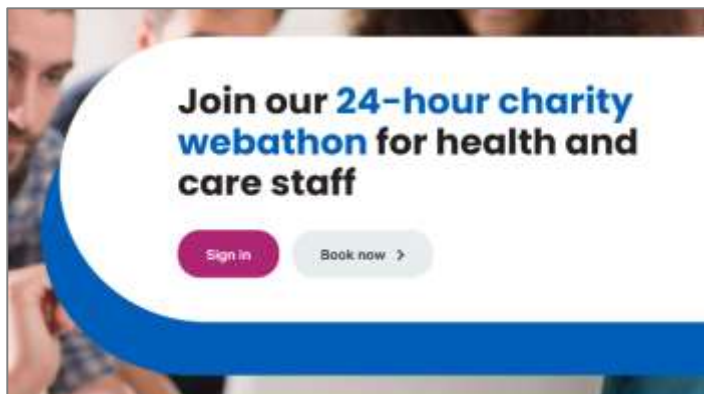 Join our 24-hour charity
webathon for health and
care staff
Sign in
Book now